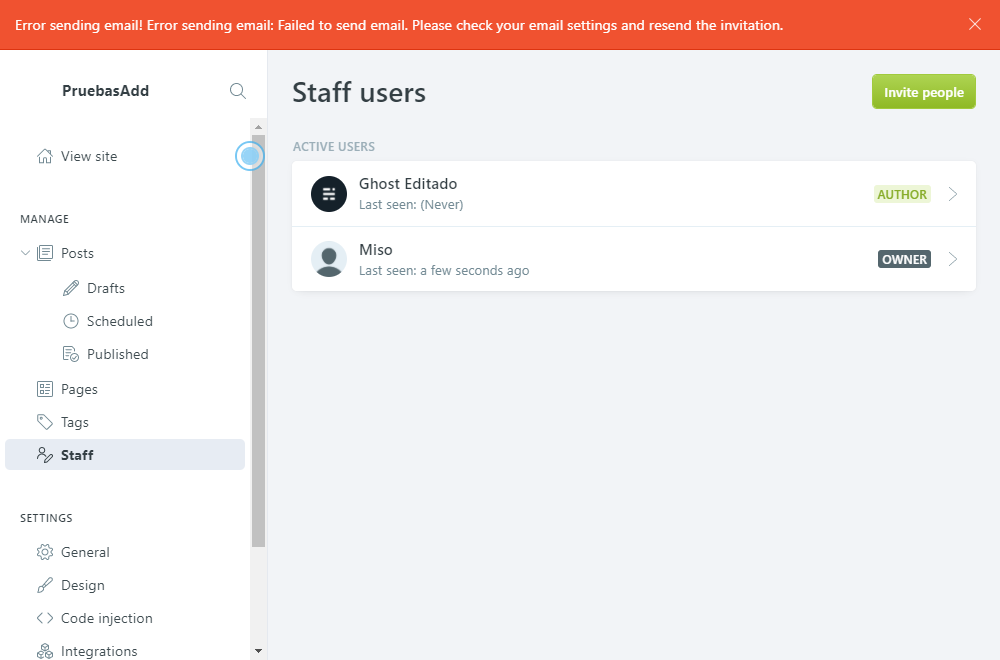 Error sending email! Error sending email: Failed to send email. Please check your email settings and resend the invitation.
PruebasAdd
View site
MANAGE
Posts
Drafts
Scheduled
Published
Pages
Tags
Staff
SETTINGS
General
Design
Code injection
Integrations
Staff users
Invite people
ACTIVE USERS
Ghost Editado
Last seen: (Never)
AUTHOR
Miso
Last seen: a few seconds ago
OWNER